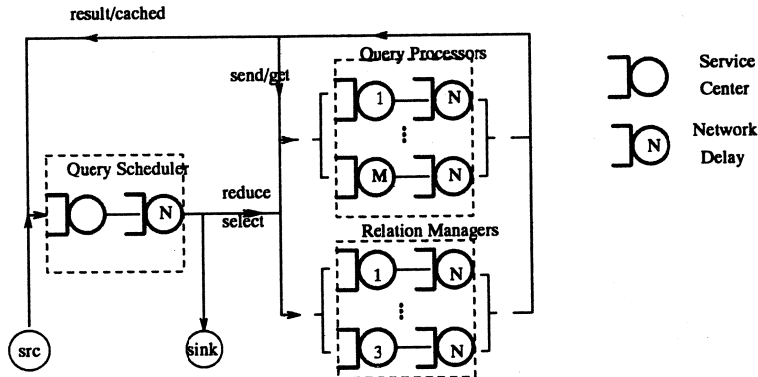 result/cached
Query Processors
send/get
1
N
M
N
Service
Center
N
Network
Delay
Query Scheduler
N
reduce
select
Relation Managers
1
N
3
N
src
sink